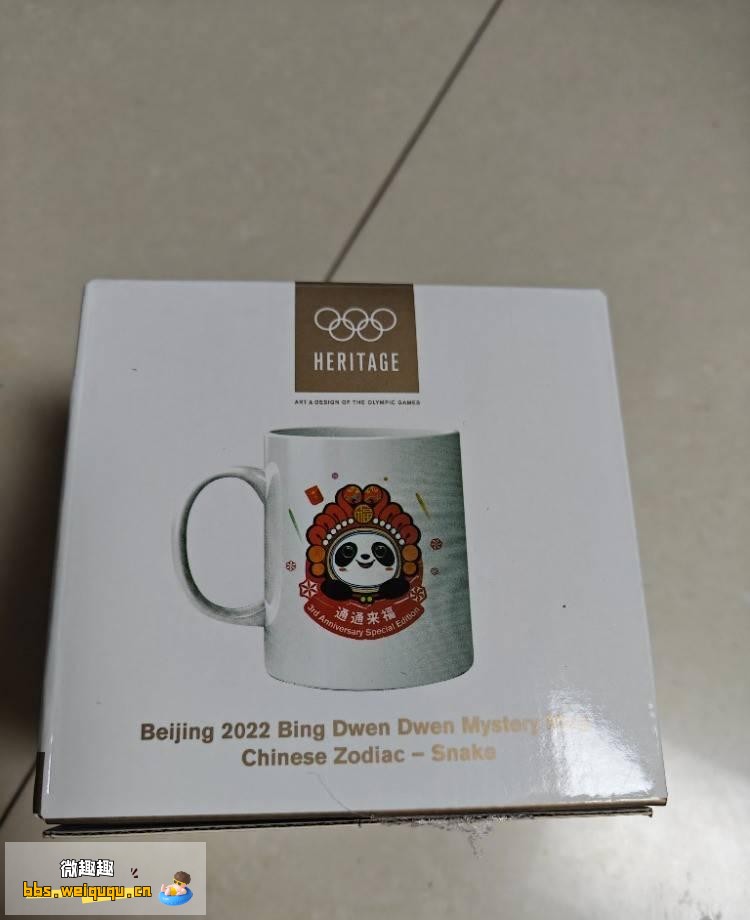 HERITAGE
ART & DESIGN OF THE OLYMPIC GAMES
福
通通来福
3rd Anniversary Special Edition
Beijing 2022 Bing Dwen Dwen Mystery
Chinese Zodiac – Snake
微趣趣
bbs.weiququ.cn